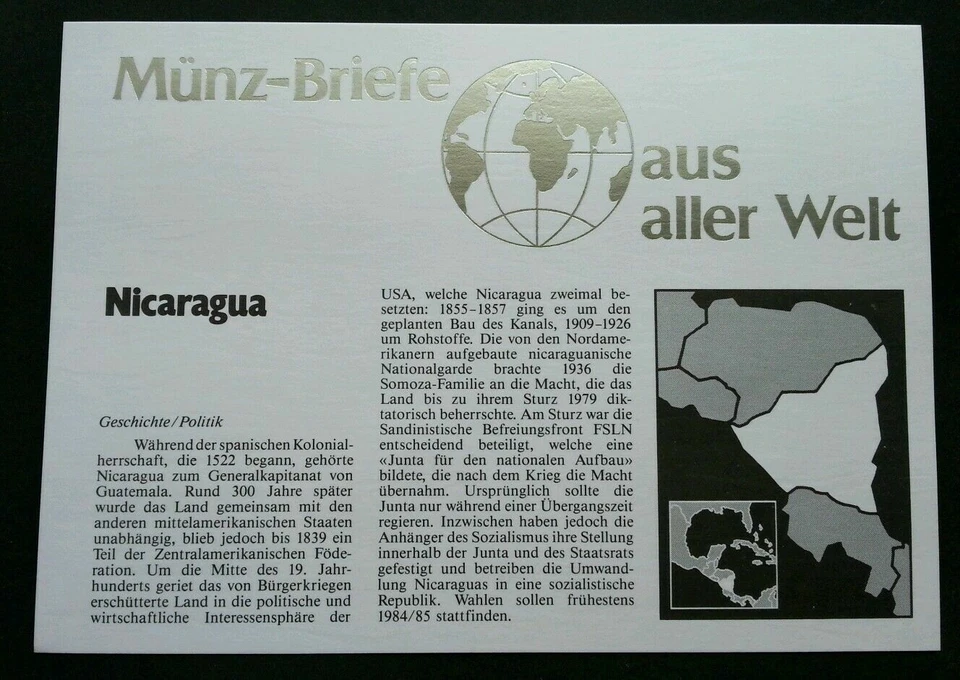 Münz-Briefe
aus
aller Welt
Nicaragua
Geschichte/Politik
Während der spanischen Kolonial-
herrschaft, die 1522 begann, gehörte
Nicaragua zum Generalkapitanat von
Guatemala. Rund 300 Jahre später
wurde das Land gemeinsam mit den
anderen mittelamerikanischen Staaten
unabhängig, blieb jedoch bis 1839 ein
Teil der Zentralamerikanischen Föde-
ration. Um die Mitte des 19. Jahr-
hunderts geriet das von Bürgerkriegen
erschütterte Land in die politische und
wirtschaftliche Interessensphäre der
USA, welche Nicaragua zweimal be-
setzten: 1855–1857 ging es um den
geplanten Bau des Kanals, 1909–1926
um Rohstoffe. Die von den Nordame-
rikanern aufgebaute nicaraguanische
Nationalgarde brachte 1936 die
Somoza-Familie an die Macht, die das
Land bis zu ihrem Sturz 1979 dik-
tatorisch beherrschte. Am Sturz war die
Sandinistische Befreiungsfront FSLN
entscheidend beteiligt, welche eine
«Junta für den nationalen Aufbau»
bildete, die nach dem Krieg die Macht
übernahm. Ursprünglich sollte die
Junta nur während einer Übergangszeit
regieren. Inzwischen haben jedoch die
Anhänger des Sozialismus ihre Stellung
innerhalb der Junta und des Staatsrats
gefestigt und betreiben die Umwand-
lung Nicaraguas in eine sozialistische
Republik. Wahlen sollen frühestens
1984/85 stattfinden.